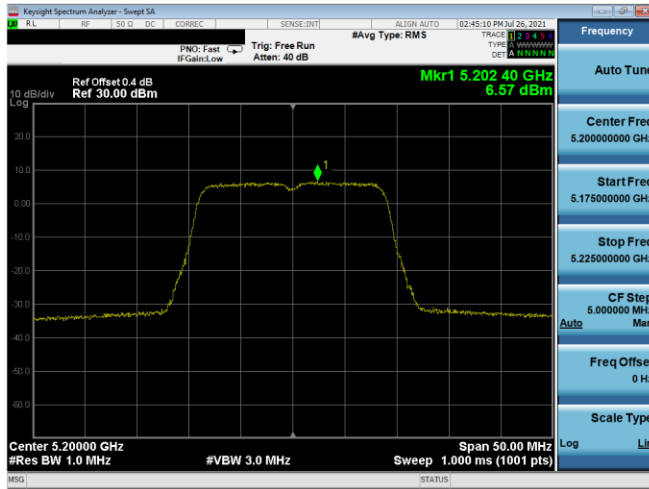 Keysight Spectrum Analyzer - Swept SA
RL RF 50 Ω DC CORREC SENSE:INT ALIGN AUTO 02:45:10 PM Jul 26, 2021
#Avg Type: RMS TRACE 1 2 3 4 5 6
PNO: Fast Trig: Free Run TYPE A WWWWW
IFGain:Low Atten: 40 dB DET A N N N N N
Frequency
Auto Tune
Mkr1 5.202 40 GHz
6.57 dBm
Ref Offset 0.4 dB
10 dB/div Ref 30.00 dBm
Log
20.0
10.0
0.00
-10.0
-20.0
-30.0
-40.0
-50.0
-60.0
1
Center Freq
5.200000000 GHz
Start Freq
5.175000000 GHz
Stop Freq
5.225000000 GHz
CF Step
5.000000 MHz
Auto Man
Freq Offset
0 Hz
Scale Type
Log Lin
Center 5.20000 GHz Span 50.00 MHz
#Res BW 1.0 MHz #VBW 3.0 MHz Sweep 1.000 ms (1001 pts)
MSG STATUS